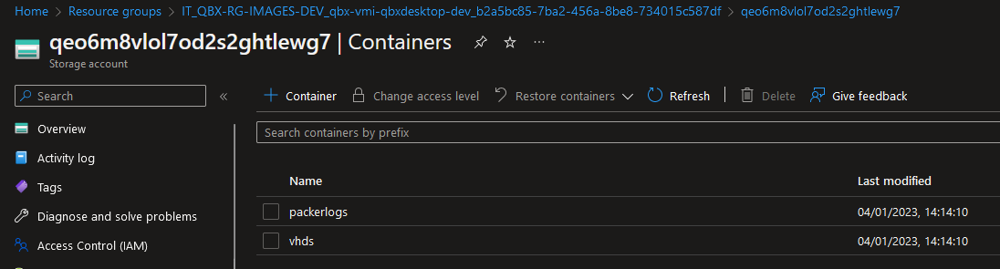 Home > Resource groups > IT_QBX-RG-IMAGES-DEV_qbx-vmi-qbxdesktop-dev_b2a5bc85-7ba2-456a-8be8-734015c587df > qeo6m8vlol7od2s2ghtlewg7
qeo6m8vlol7od2s2ghtlewg7 | Containers
Storage account
Search
Container
Change access level
Restore containers
Refresh
Delete
Give feedback
Overview
Activity log
Tags
Diagnose and solve problems
Access Control (IAM)
Search containers by prefix
Name Last modified
packerlogs 04/01/2023, 14:14:10
vhds 04/01/2023, 14:14:10